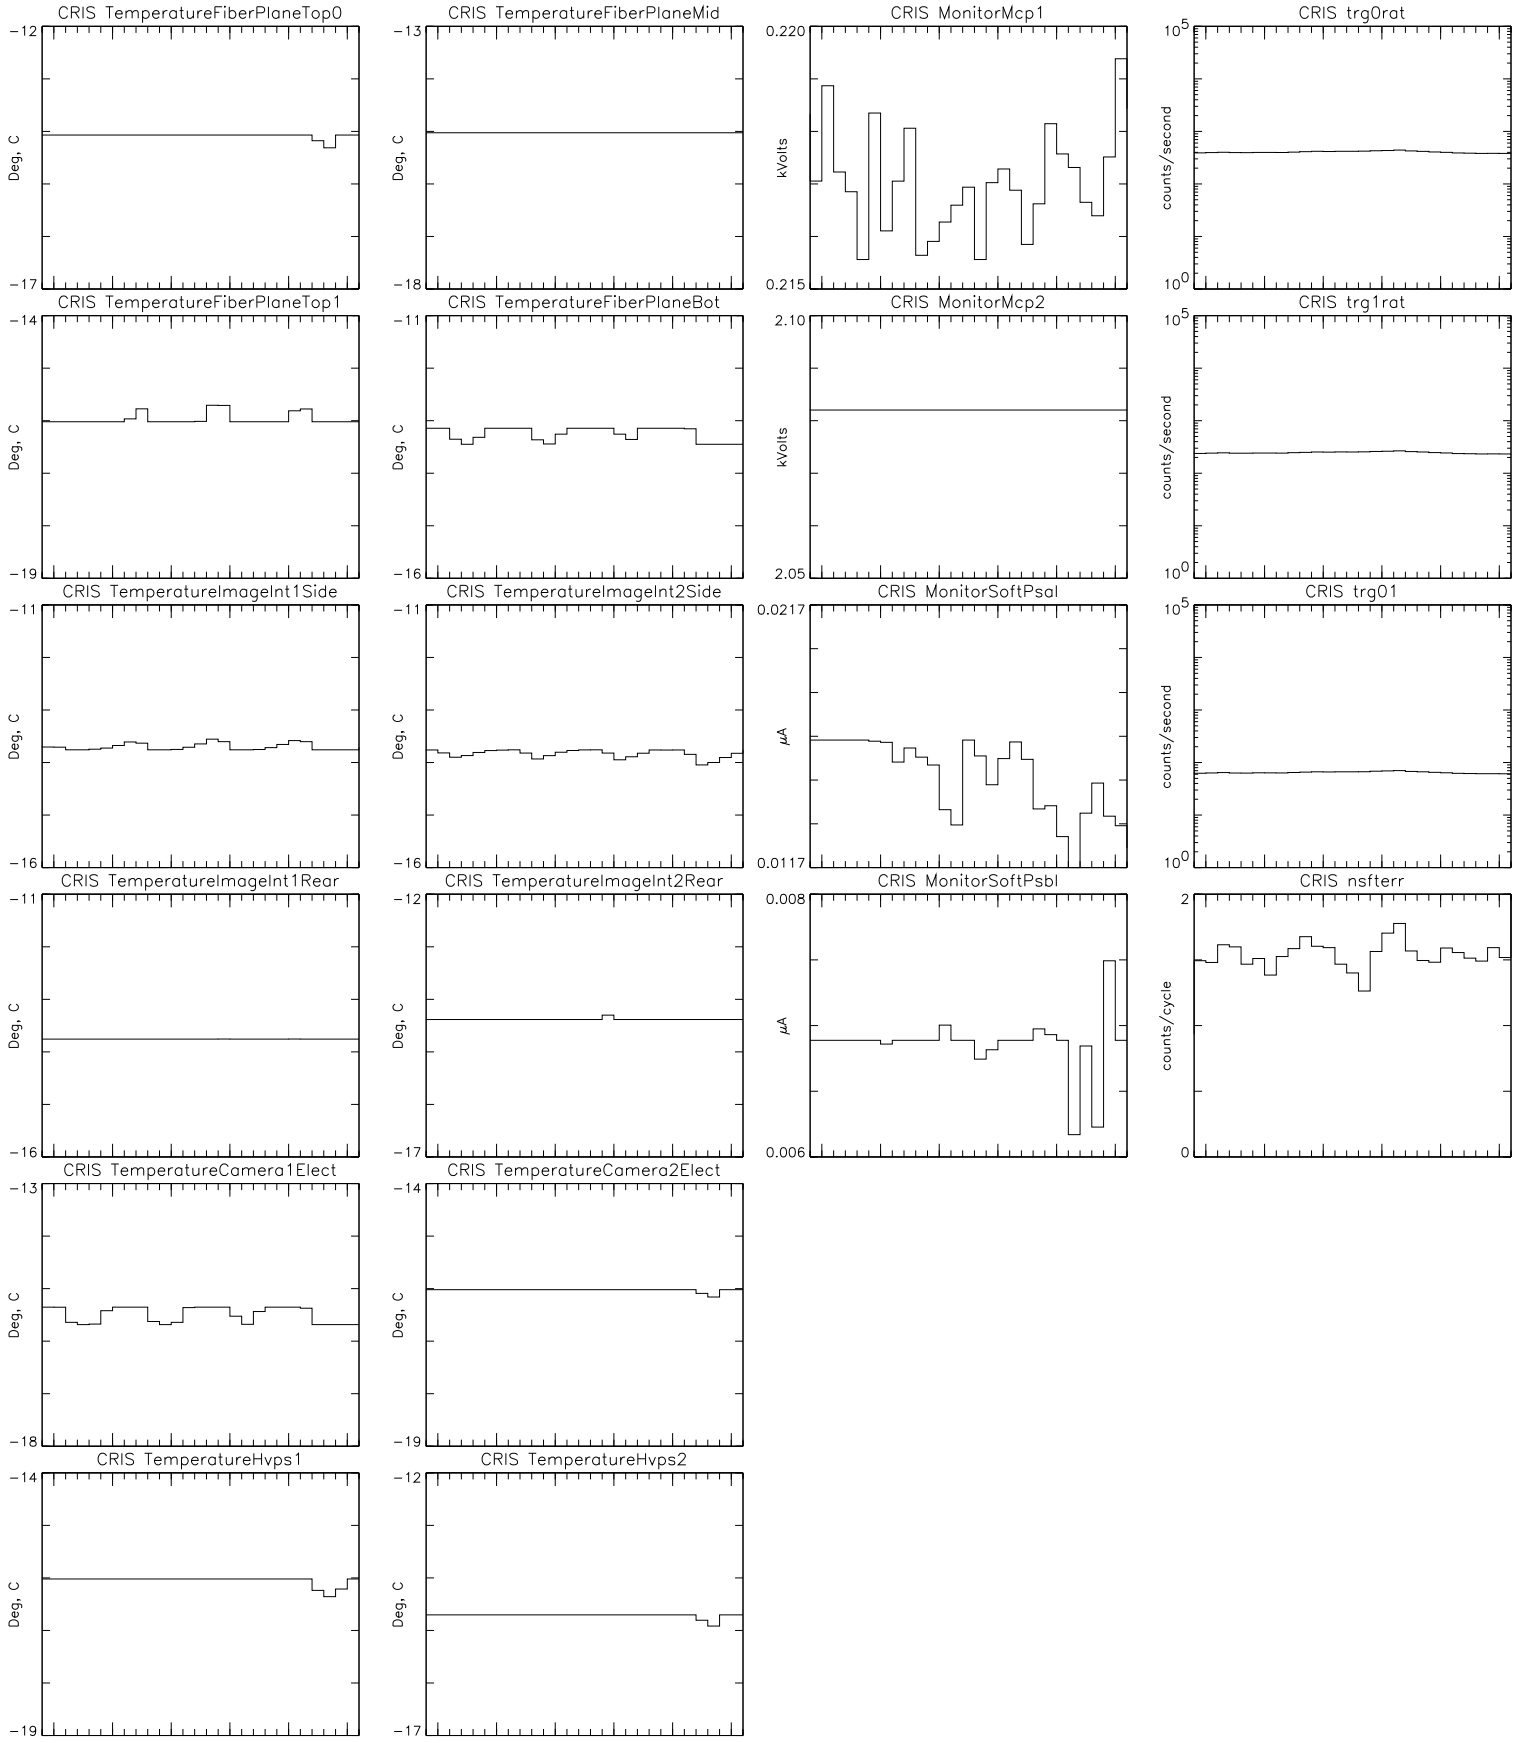 CRIS TemperatureFiberPlaneTop0
-12
Deg, C
-17
CRIS TemperatureFiberPlaneMid
-13
Deg, C
-18
CRIS MonitorMcp1
0.220
kVolts
0.215
CRIS trg0rat
10^5
counts/second
10^0
CRIS TemperatureFiberPlaneTop1
-14
Deg, C
-19
CRIS TemperatureFiberPlaneBot
-11
Deg, C
-16
CRIS MonitorMcp2
2.10
kVolts
2.05
CRIS trg1rat
10^5
counts/second
10^0
CRIS TemperatureImageInt1Side
-11
Deg, C
-16
CRIS TemperatureImageInt2Side
-11
Deg, C
-16
CRIS MonitorSoftPsaI
0.0217
μA
0.0117
CRIS trg01
10^5
counts/second
10^0
CRIS TemperatureImageInt1Rear
-11
Deg, C
-16
CRIS TemperatureImageInt2Rear
-12
Deg, C
-17
CRIS MonitorSoftPsbI
0.008
μA
0.006
CRIS nsfterr
2
counts/cycle
0
CRIS TemperatureCamera1Elect
-13
Deg, C
-18
CRIS TemperatureCamera2Elect
-14
Deg, C
-19
CRIS TemperatureHvps1
-14
Deg, C
-19
CRIS TemperatureHvps2
-12
Deg, C
-17